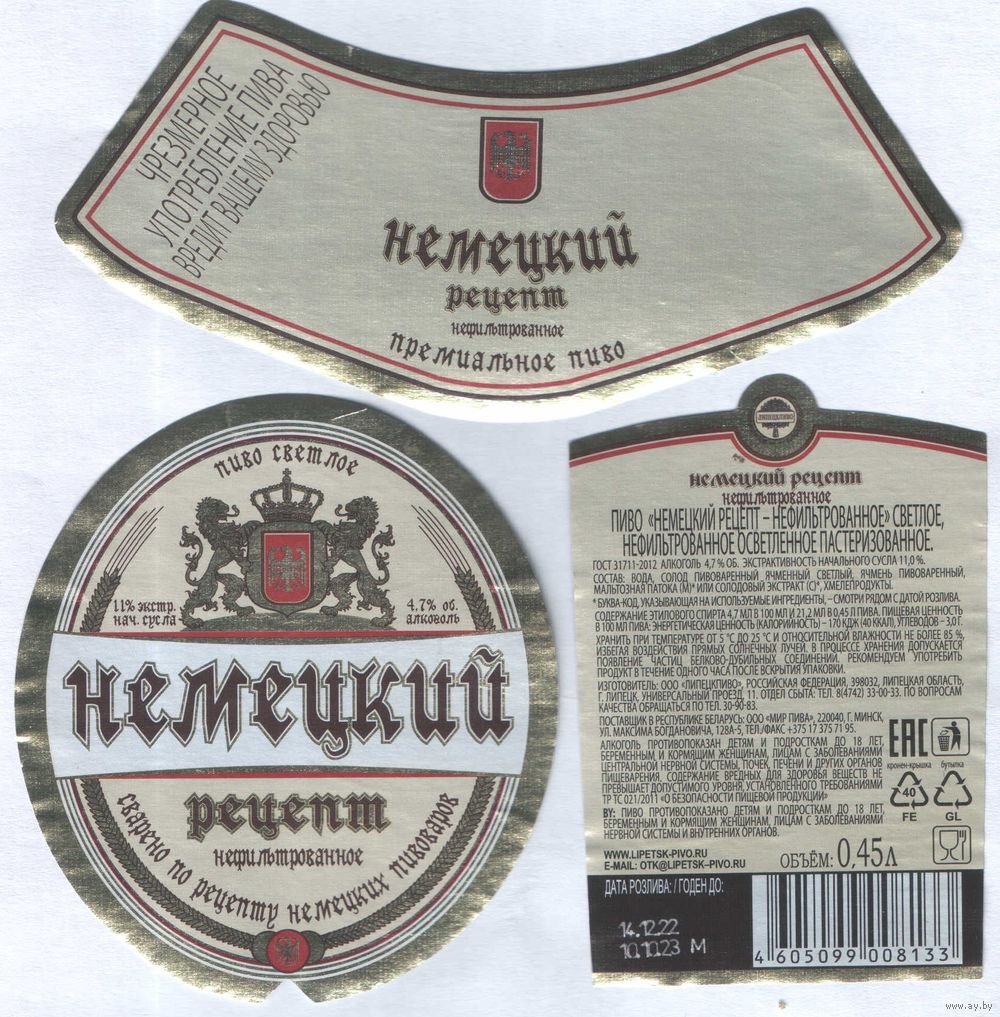 ЧРЕЗМЕРНОЕ
УПОТРЕБЛЕНИЕ ПИВА
ВРЕДИТ ВАШЕМУ ЗДОРОВЬЮ
немецкий
рецепт
нефильтрованное
премиальное пиво
пиво светлое
11% экстр.
нач. сусла
4.7% об.
алкоголь
немецкий
рецепт
нефильтрованное
сварено по рецепту немецких пивоваров
ЛИПЕЦКПИВО
немецкий рецепт
нефильтрованное
ПИВО «НЕМЕЦКИЙ РЕЦЕПТ – НЕФИЛЬТРОВАННОЕ» СВЕТЛОЕ,
НЕФИЛЬТРОВАННОЕ ОСВЕТЛЕННОЕ ПАСТЕРИЗОВАННОЕ.
ГОСТ 31711-2012 АЛКОГОЛЬ 4,7 % ОБ. ЭКСТРАКТИВНОСТЬ НАЧАЛЬНОГО СУСЛА 11,0 %.
СОСТАВ: ВОДА, СОЛОД ПИВОВАРЕННЫЙ ЯЧМЕННЫЙ СВЕТЛЫЙ, ЯЧМЕНЬ ПИВОВАРЕННЫЙ,
МАЛЬТОЗНАЯ ПАТОКА (М)* ИЛИ СОЛОДОВЫЙ ЭКСТРАКТ (С)*, ХМЕЛЕПРОДУКТЫ.
* БУКВА-КОД, УКАЗЫВАЮЩАЯ НА ИСПОЛЬЗУЕМЫЕ ИНГРЕДИЕНТЫ, – СМОТРИ РЯДОМ С ДАТОЙ РОЗЛИВА.
СОДЕРЖАНИЕ ЭТИЛОВОГО СПИРТА 4,7 МЛ В 100 МЛ И 21,2 МЛ В 0,45 Л ПИВА. ПИЩЕВАЯ ЦЕННОСТЬ
В 100 МЛ ПИВА: ЭНЕРГЕТИЧЕСКАЯ ЦЕННОСТЬ (КАЛОРИЙНОСТЬ) – 170 КДЖ (40 ККАЛ), УГЛЕВОДОВ – 3,0 Г.
ХРАНИТЬ ПРИ ТЕМПЕРАТУРЕ ОТ 5 °С ДО 25 °С И ОТНОСИТЕЛЬНОЙ ВЛАЖНОСТИ НЕ БОЛЕЕ 85 %,
ИЗБЕГАЯ ВОЗДЕЙСТВИЯ ПРЯМЫХ СОЛНЕЧНЫХ ЛУЧЕЙ. В ПРОЦЕССЕ ХРАНЕНИЯ ДОПУСКАЕТСЯ
ПОЯВЛЕНИЕ ЧАСТИЦ БЕЛКОВО-ДУБИЛЬНЫХ СОЕДИНЕНИЙ. РЕКОМЕНДУЕМ УПОТРЕБИТЬ
ПРОДУКТ В ТЕЧЕНИЕ ОДНОГО ЧАСА ПОСЛЕ ВСКРЫТИЯ УПАКОВКИ.
ИЗГОТОВИТЕЛЬ: ООО «ЛИПЕЦКПИВО» РОССИЙСКАЯ ФЕДЕРАЦИЯ, 398032, ЛИПЕЦКАЯ ОБЛАСТЬ,
Г. ЛИПЕЦК, УНИВЕРСАЛЬНЫЙ ПРОЕЗД, 11. ОТДЕЛ СБЫТА: ТЕЛ. 8(4742) 33-00-33. ПО ВОПРОСАМ
КАЧЕСТВА ОБРАЩАТЬСЯ ПО ТЕЛ. 30-90-83.
ПОСТАВЩИК В РЕСПУБЛИКЕ БЕЛАРУСЬ: ООО «МИР ПИВА», 220040, Г. МИНСК,
УЛ. МАКСИМА БОГДАНОВИЧА, 128А-5, ТЕЛ./ФАКС +375 17 375 71 95.
АЛКОГОЛЬ ПРОТИВОПОКАЗАН ДЕТЯМ И ПОДРОСТКАМ ДО 18 ЛЕТ,
БЕРЕМЕННЫМ И КОРМЯЩИМ ЖЕНЩИНАМ, ЛИЦАМ С ЗАБОЛЕВАНИЯМИ
ЦЕНТРАЛЬНОЙ НЕРВНОЙ СИСТЕМЫ, ПОЧЕК, ПЕЧЕНИ И ДРУГИХ ОРГАНОВ
ПИЩЕВАРЕНИЯ. СОДЕРЖАНИЕ ВРЕДНЫХ ДЛЯ ЗДОРОВЬЯ ВЕЩЕСТВ НЕ
ПРЕВЫШАЕТ ДОПУСТИМОГО УРОВНЯ, УСТАНОВЛЕННОГО ТРЕБОВАНИЯМИ
ТР ТС 021/2011 «О БЕЗОПАСНОСТИ ПИЩЕВОЙ ПРОДУКЦИИ»
BY: ПИВО ПРОТИВОПОКАЗАНО ДЕТЯМ И ПОДРОСТКАМ ДО 18 ЛЕТ,
БЕРЕМЕННЫМ И КОРМЯЩИМ ЖЕНЩИНАМ, ЛИЦАМ С ЗАБОЛЕВАНИЯМИ
НЕРВНОЙ СИСТЕМЫ И ВНУТРЕННИХ ОРГАНОВ.
EAC
кронен-крышка
бутылка
40
FE
GL
WWW.LIPETSK-PIVO.RU
E-MAIL: OTK@LIPETSK-PIVO.RU
ОБЪЁМ: 0,45Л
ДАТА РОЗЛИВА: / ГОДЕН ДО:
14.12.22
10.10.23 М
4 605099 008133
www.ay.by